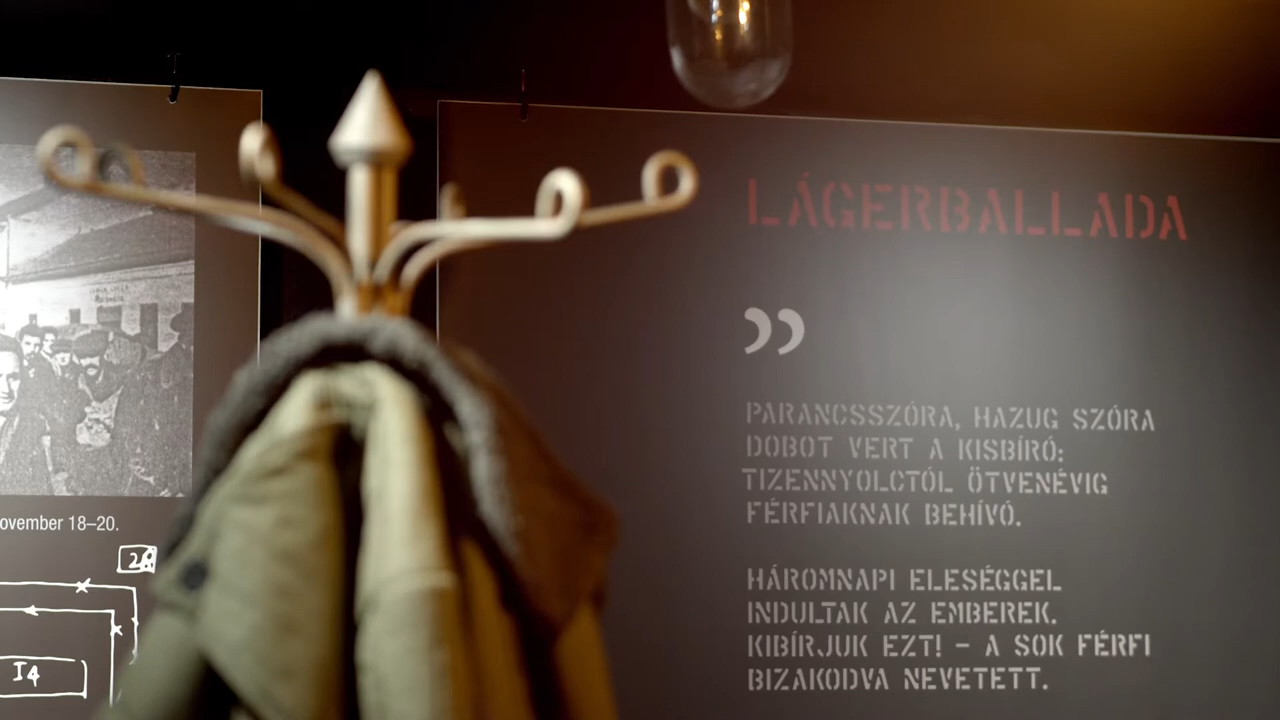 LÁGERBALLADA
”
PARANCSSZÓRA, HAZUG SZÓRA
DOBOT VERT A KISBÍRÓ:
TIZENNYOLCTÓL ÖTVENÉVIG
FÉRFIAKNAK BEHÍVÓ.
HÁROMNAPI ELESÉGGEL
INDULTAK AZ EMBEREK.
KIBÍRJUK EZT! – A SOK FÉRFI
BIZAKODVA NEVETETT.
ovember 18–20.
I4